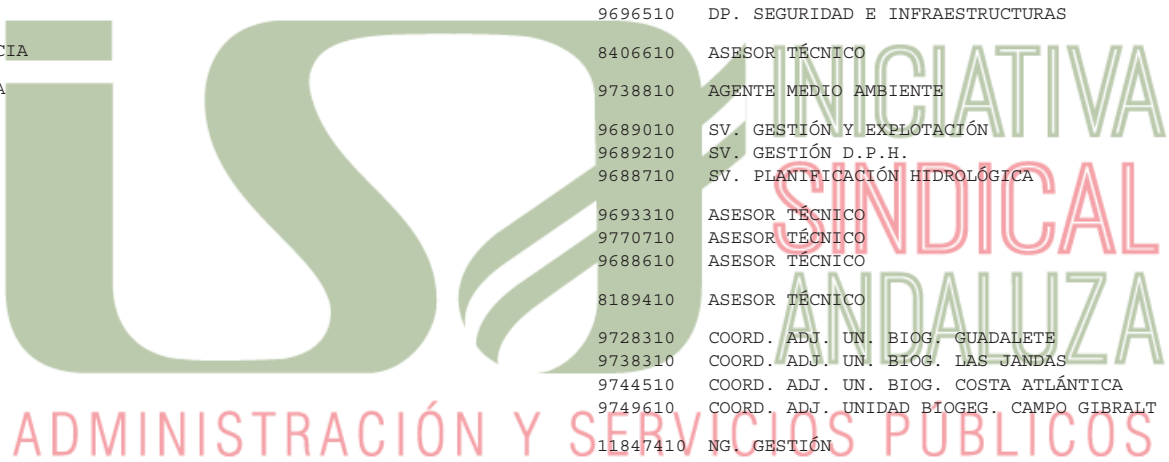 9696510 DP. SEGURIDAD E INFRAESTRUCTURAS
CIA
8406610 ASESOR TÉCNICO
A
9738810 AGENTE MEDIO AMBIENTE
9689010 SV. GESTIÓN Y EXPLOTACIÓN
9689210 SV. GESTIÓN D.P.H.
9688710 SV. PLANIFICACIÓN HIDROLÓGICA
9693310 ASESOR TÉCNICO
9770710 ASESOR TÉCNICO
9688610 ASESOR TÉCNICO
8189410 ASESOR TÉCNICO
9728310 COORD. ADJ. UN. BIOG. GUADALETE
9738310 COORD. ADJ. UN. BIOG. LAS JANDAS
9744510 COORD. ADJ. UN. BIOG. COSTA ATLÁNTICA
9749610 COORD. ADJ. UNIDAD BIOGEG. CAMPO GIBRALT
11847410 NG. GESTIÓN
isa
INICIATIVA
SINDICAL
ANDALUZA
ADMINISTRACIÓN Y SERVICIOS PÚBLICOS